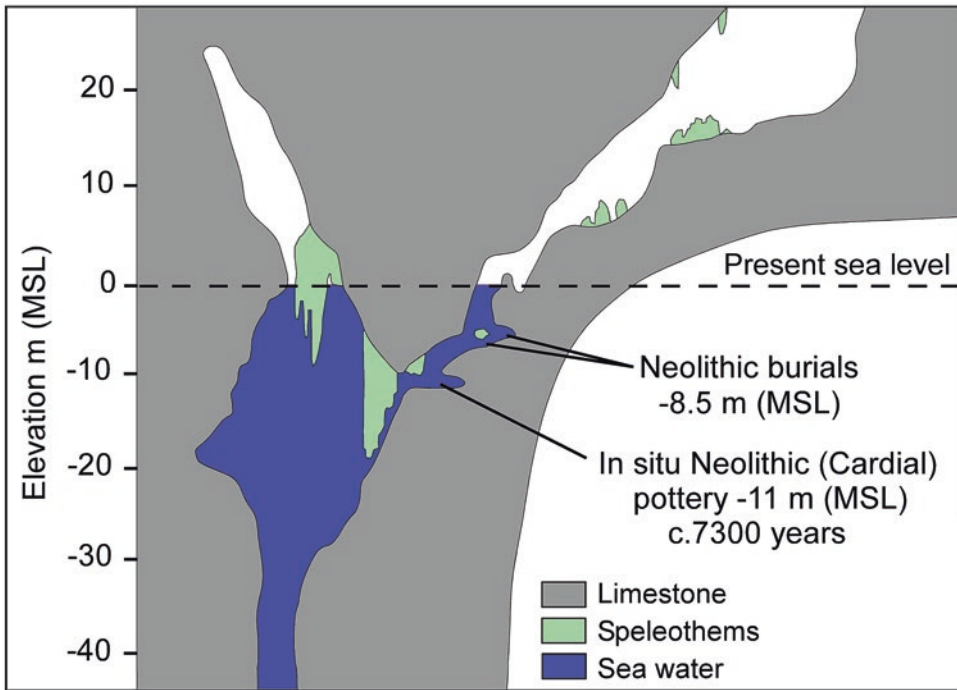 Elevation m (MSL)
20
10
0
-10
-20
-30
-40
Present sea level
Neolithic burials
-8.5 m (MSL)
In situ Neolithic (Cardial)
pottery -11 m (MSL)
c.7300 years
Limestone
Speleothems
Sea water